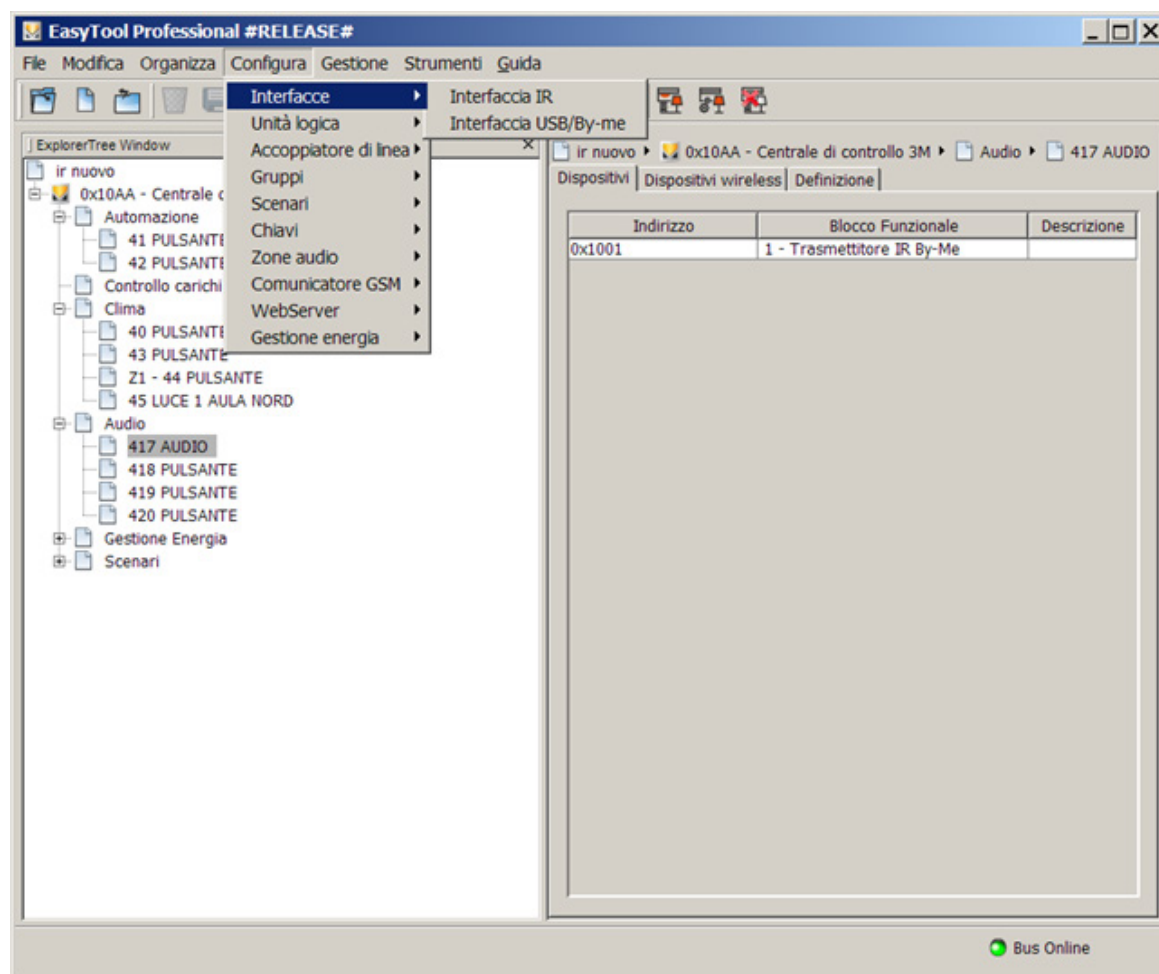 EasyTool Professional #RELEASE#
File Modifica Organizza Configura Gestione Strumenti Guida
Interfacce
Interfaccia IR
Unità logica
Interfaccia USB/By-me
Accoppiatore di linea
Gruppi
Scenari
Chiavi
Zone audio
Comunicatore GSM
WebServer
Gestione energia
ExplorerTree Window
ir nuovo
0x10AA - Centrale
Automazione
41 PULSANTE
42 PULSANTE
Controllo carichi
Clima
40 PULSANTE
43 PULSANTE
Z1 - 44 PULSANTE
45 LUCE 1 AULA NORD
Audio
417 AUDIO
418 PULSANTE
419 PULSANTE
420 PULSANTE
Gestione Energia
Scenari
ir nuovo 0x10AA - Centrale di controllo 3M Audio 417 AUDIO
Dispositivi Dispositivi wireless Definizione
Indirizzo Blocco Funzionale Descrizione
0x1001 1 - Trasmettitore IR By-Me
Bus Online